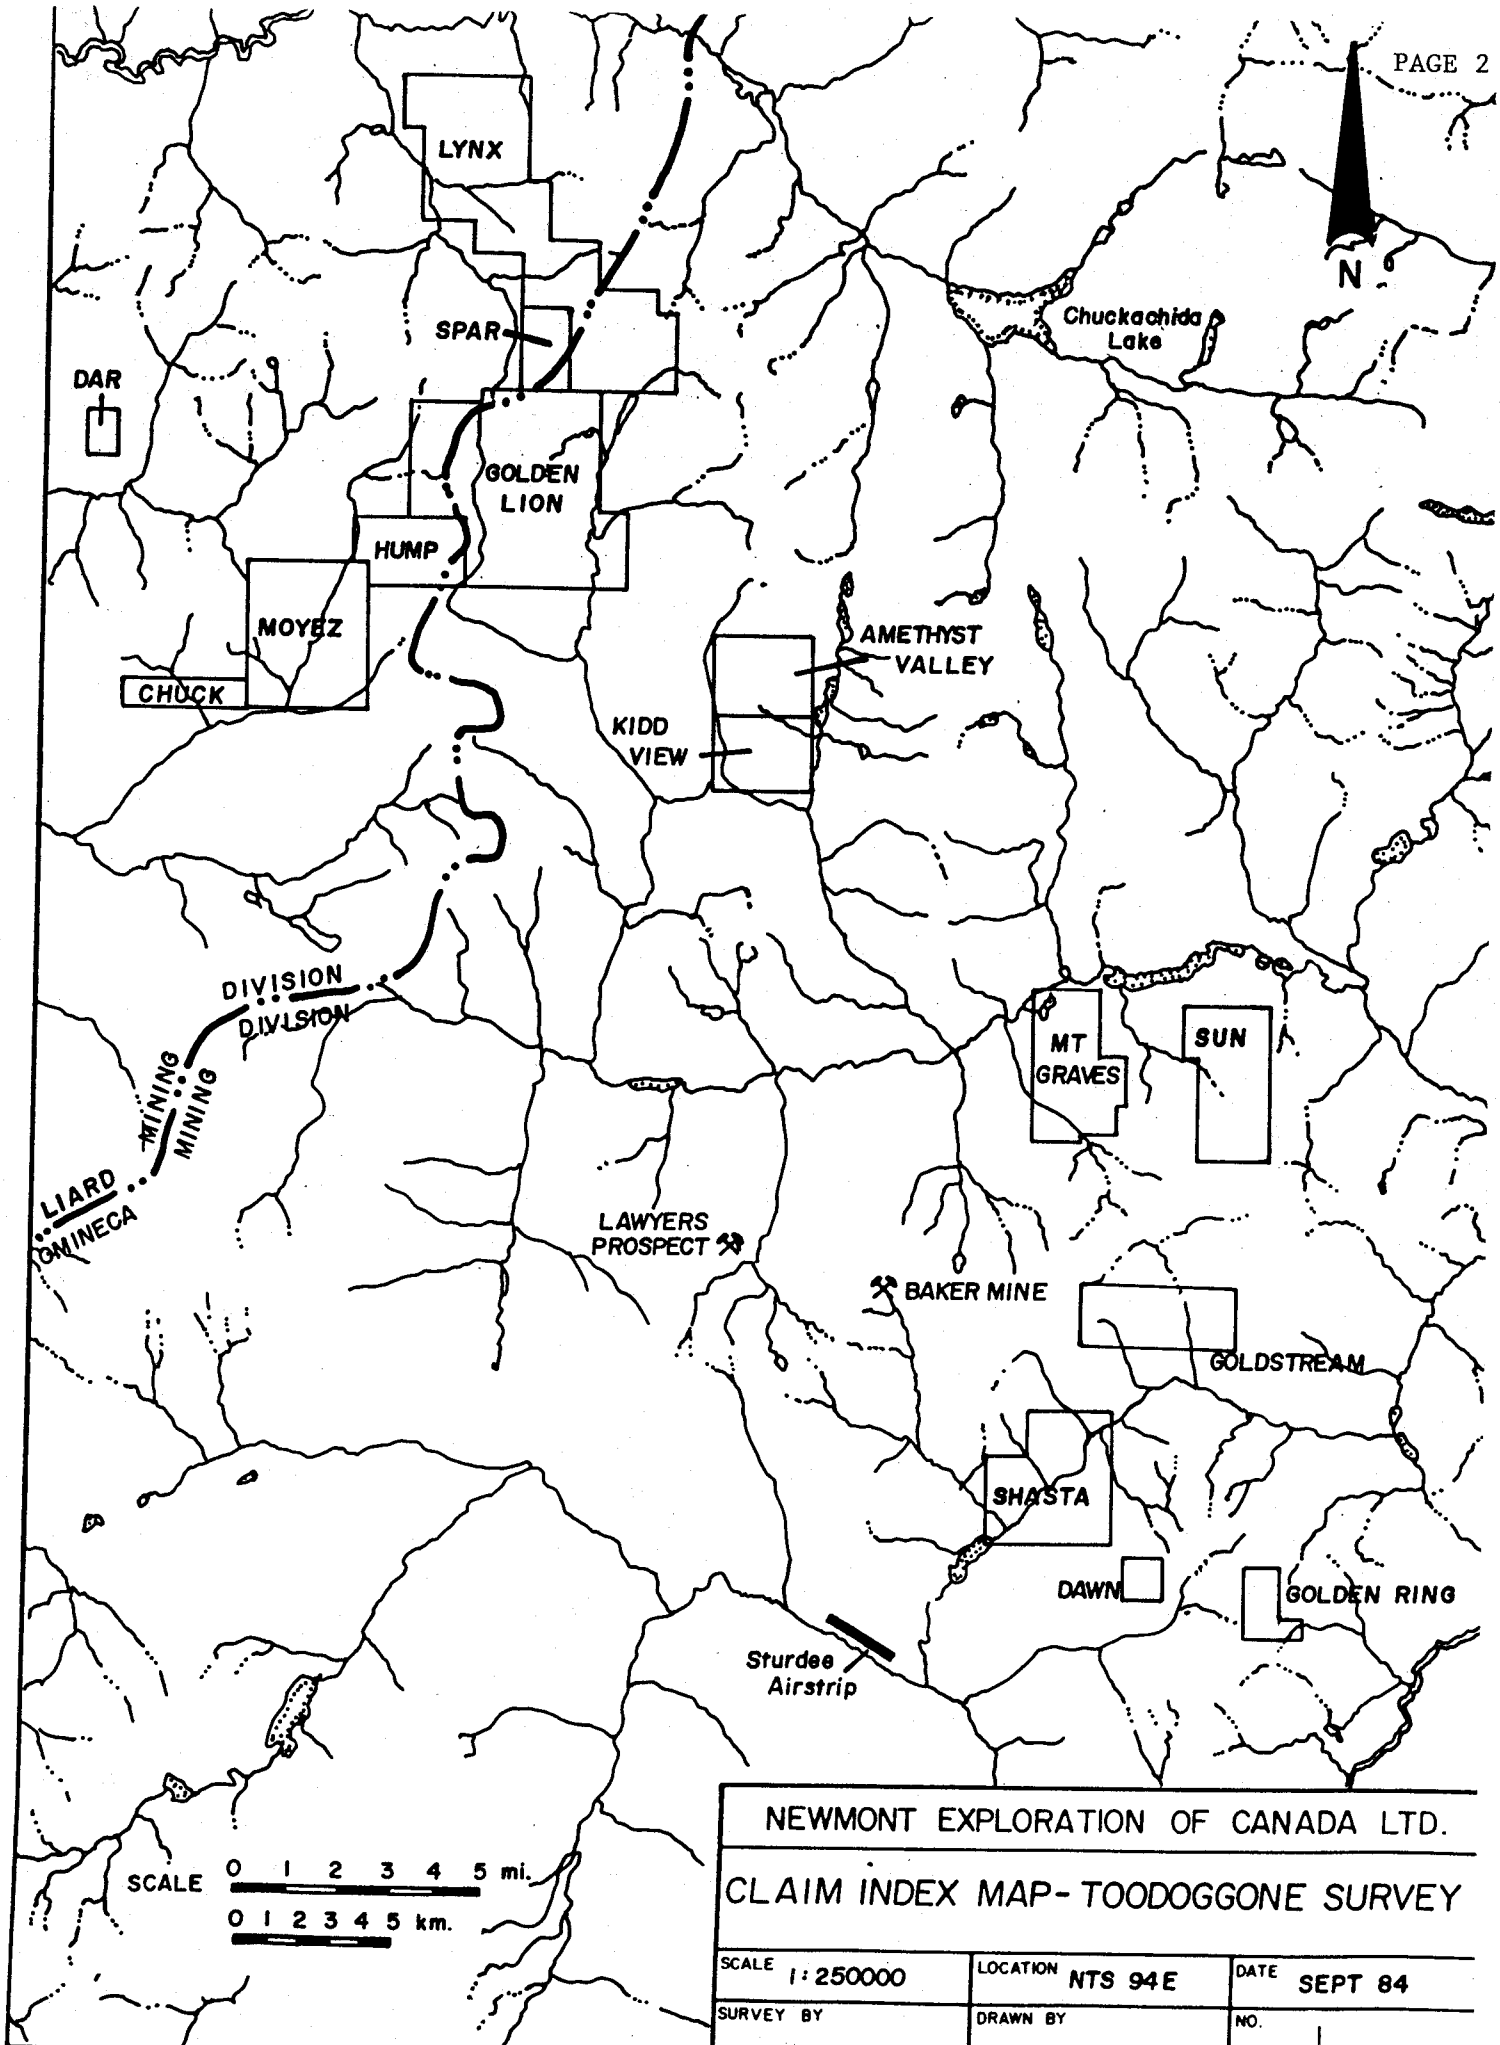 PAGE 2
LYNX
N
SPAR
Chuckachida
Lake
DAR
GOLDEN
LION
HUMP
MOYEZ
AMETHYST
VALLEY
CHUCK
KIDD
VIEW
DIVISION
DIVISION
MT
GRAVES
SUN
MINING
MINING
LIARD
OMINECA
LAWYERS
PROSPECT
BAKER MINE
GOLDSTREAM
SHASTA
DAWN
GOLDEN RING
Sturdee
Airstrip
SCALE 0 1 2 3 4 5 mi.
0 1 2 3 4 5 km.
NEWMONT EXPLORATION OF CANADA LTD.
CLAIM INDEX MAP- TOODOGGONE SURVEY
SCALE 1:250000
LOCATION NTS 94E
DATE SEPT 84
SURVEY BY
DRAWN BY
NO. 1